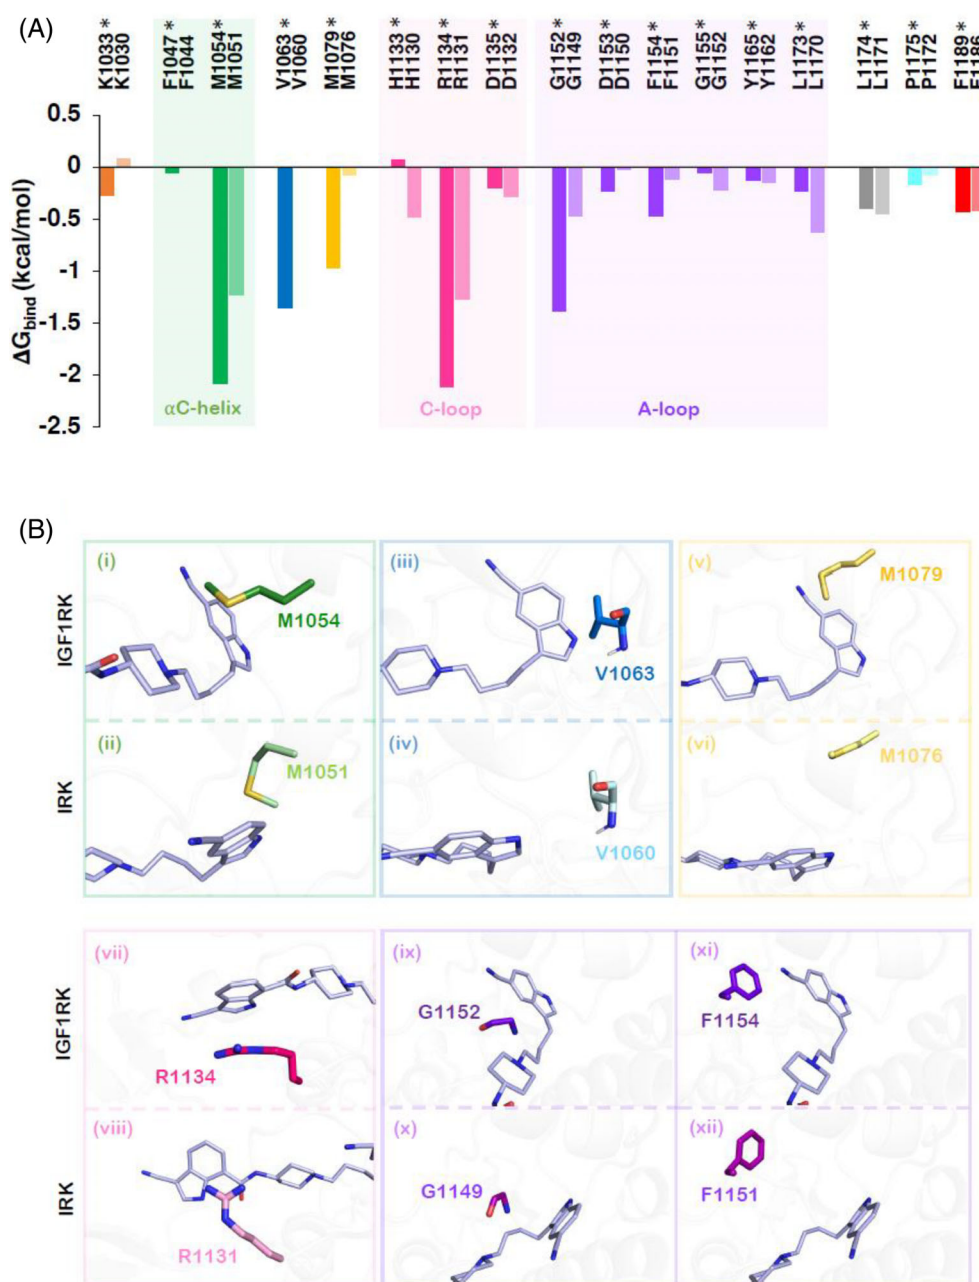 (A)
K1033 *
K1030
F1047 *
F1044
M1054 *
M1051
V1063 *
V1060
M1079 *
M1076
H1133 *
H1130
R1134 *
R1131
D1135 *
D1132
G1152 *
G1149
D1153 *
D1150
F1154 *
F1151
G1155 *
G1152
Y1165 *
Y1162
L1173 *
L1170
L1174 *
L1171
P1175 *
P1172
F1189 *
ΔGbind (kcal/mol)
0.5
0
-0.5
-1
-1.5
-2
-2.5
αC-helix
C-loop
A-loop
(B)
IGF1RK
(i)
M1054
(iii)
V1063
(v)
M1079
IRK
(ii)
M1051
(iv)
V1060
(vi)
M1076
IGF1RK
(vii)
R1134
(ix)
G1152
(xi)
F1154
IRK
(viii)
R1131
(x)
G1149
(xii)
F1151